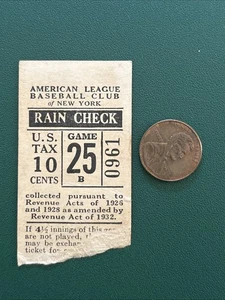 AMERICAN LEAGUE
BASEBALL CLUB
of NEW YORK
RAIN CHECK
U.S.
TAX
10
CENTS
GAME
25
B
0961
collected pursuant to
Revenue Acts of 1926
and 1928 as amended by
Revenue Act of 1932.
If 4½ innings of this
are not played, th
may be exchan
ticket for